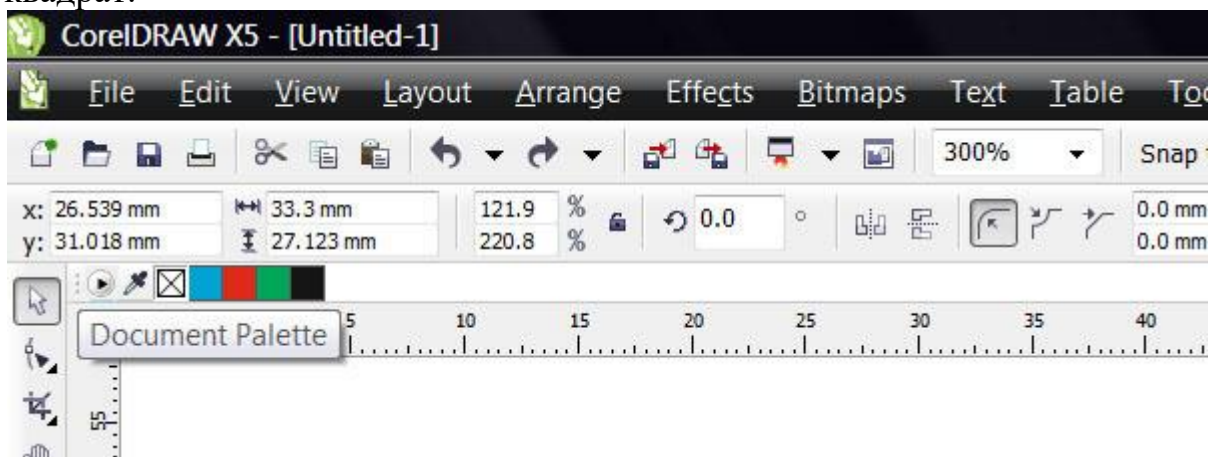 квадрат.
CorelDRAW X5 - [Untitled-1]
File Edit View Layout Arrange Effects Bitmaps Text Table
300% Snap
x: 26.539 mm 33.3 mm 121.9 % 0.0 ° 0.0 mm
y: 31.018 mm 27.123 mm 220.8 % 0.0 mm
Document Palette
5 10 15 20 25 30 35 40
55